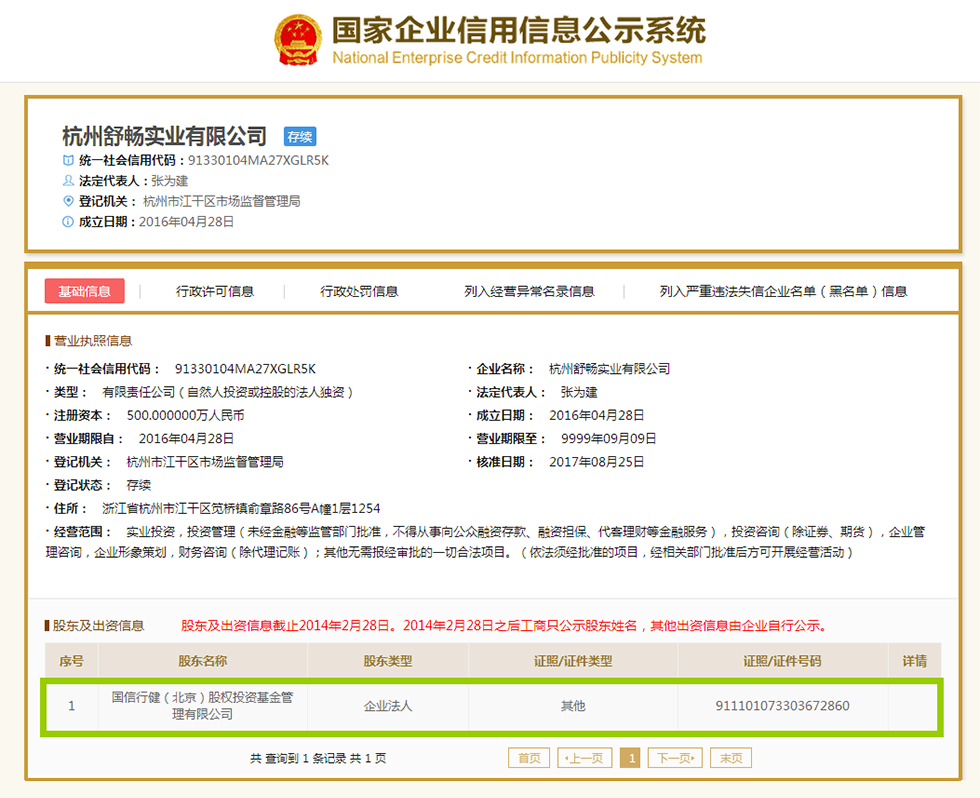 国家企业信用信息公示系统
National Enterprise Credit Information Publicity System
杭州舒畅实业有限公司 存续
统一社会信用代码：91330104MA27XGLR5K
法定代表人：张为建
登记机关： 杭州市江干区市场监督管理局
成立日期：2016年04月28日
基础信息 行政许可信息 行政处罚信息 列入经营异常名录信息 列入严重违法失信企业名单（黑名单）信息
营业执照信息
· 统一社会信用代码： 91330104MA27XGLR5K · 企业名称： 杭州舒畅实业有限公司
· 类型： 有限责任公司（自然人投资或控股的法人独资） · 法定代表人： 张为建
· 注册资本： 500.000000万人民币 · 成立日期： 2016年04月28日
· 营业期限自： 2016年04月28日 · 营业期限至： 9999年09月09日
· 登记机关： 杭州市江干区市场监督管理局 · 核准日期： 2017年08月25日
· 登记状态： 存续
· 住所： 浙江省杭州市江干区笕桥镇俞章路86号A幢1层1254
· 经营范围： 实业投资，投资管理（未经金融等监管部门批准，不得从事向公众融资存款、融资担保、代客理财等金融服务），投资咨询（除证券、期货），企业管
理咨询，企业形象策划，财务咨询（除代理记账）；其他无需报经审批的一切合法项目。（依法须经批准的项目，经相关部门批准后方可开展经营活动）
股东及出资信息 股东及出资信息截止2014年2月28日。2014年2月28日之后工商只公示股东姓名，其他出资信息由企业自行公示。
序号 股东名称 股东类型 证照/证件类型 证照/证件号码 详情
1 国信行健（北京）股权投资基金管 企业法人 其他 911101073303672860
理有限公司
共 查询到 1 条记录 共 1 页 首页 ‹上一页 1 下一页› 末页